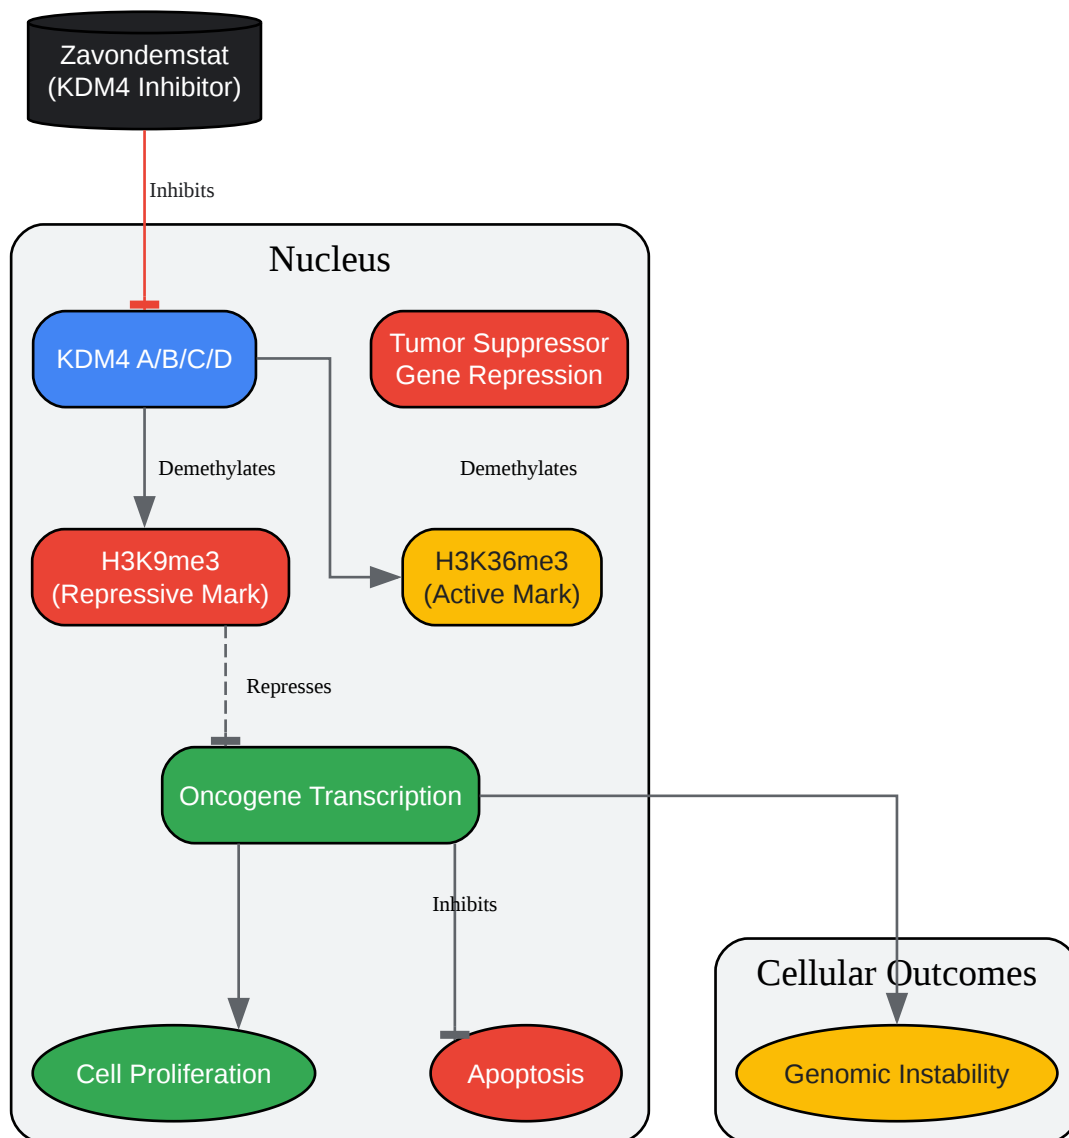 Zavondemstat
(KDM4 Inhibitor)
Inhibits
Nucleus
KDM4 A/B/C/D
Tumor Suppressor
Gene Repression
Demethylates
Demethylates
H3K9me3
(Repressive Mark)
H3K36me3
(Active Mark)
Represses
Oncogene Transcription
Inhibits
Cellular Outcomes
Cell Proliferation
Apoptosis
Genomic Instability